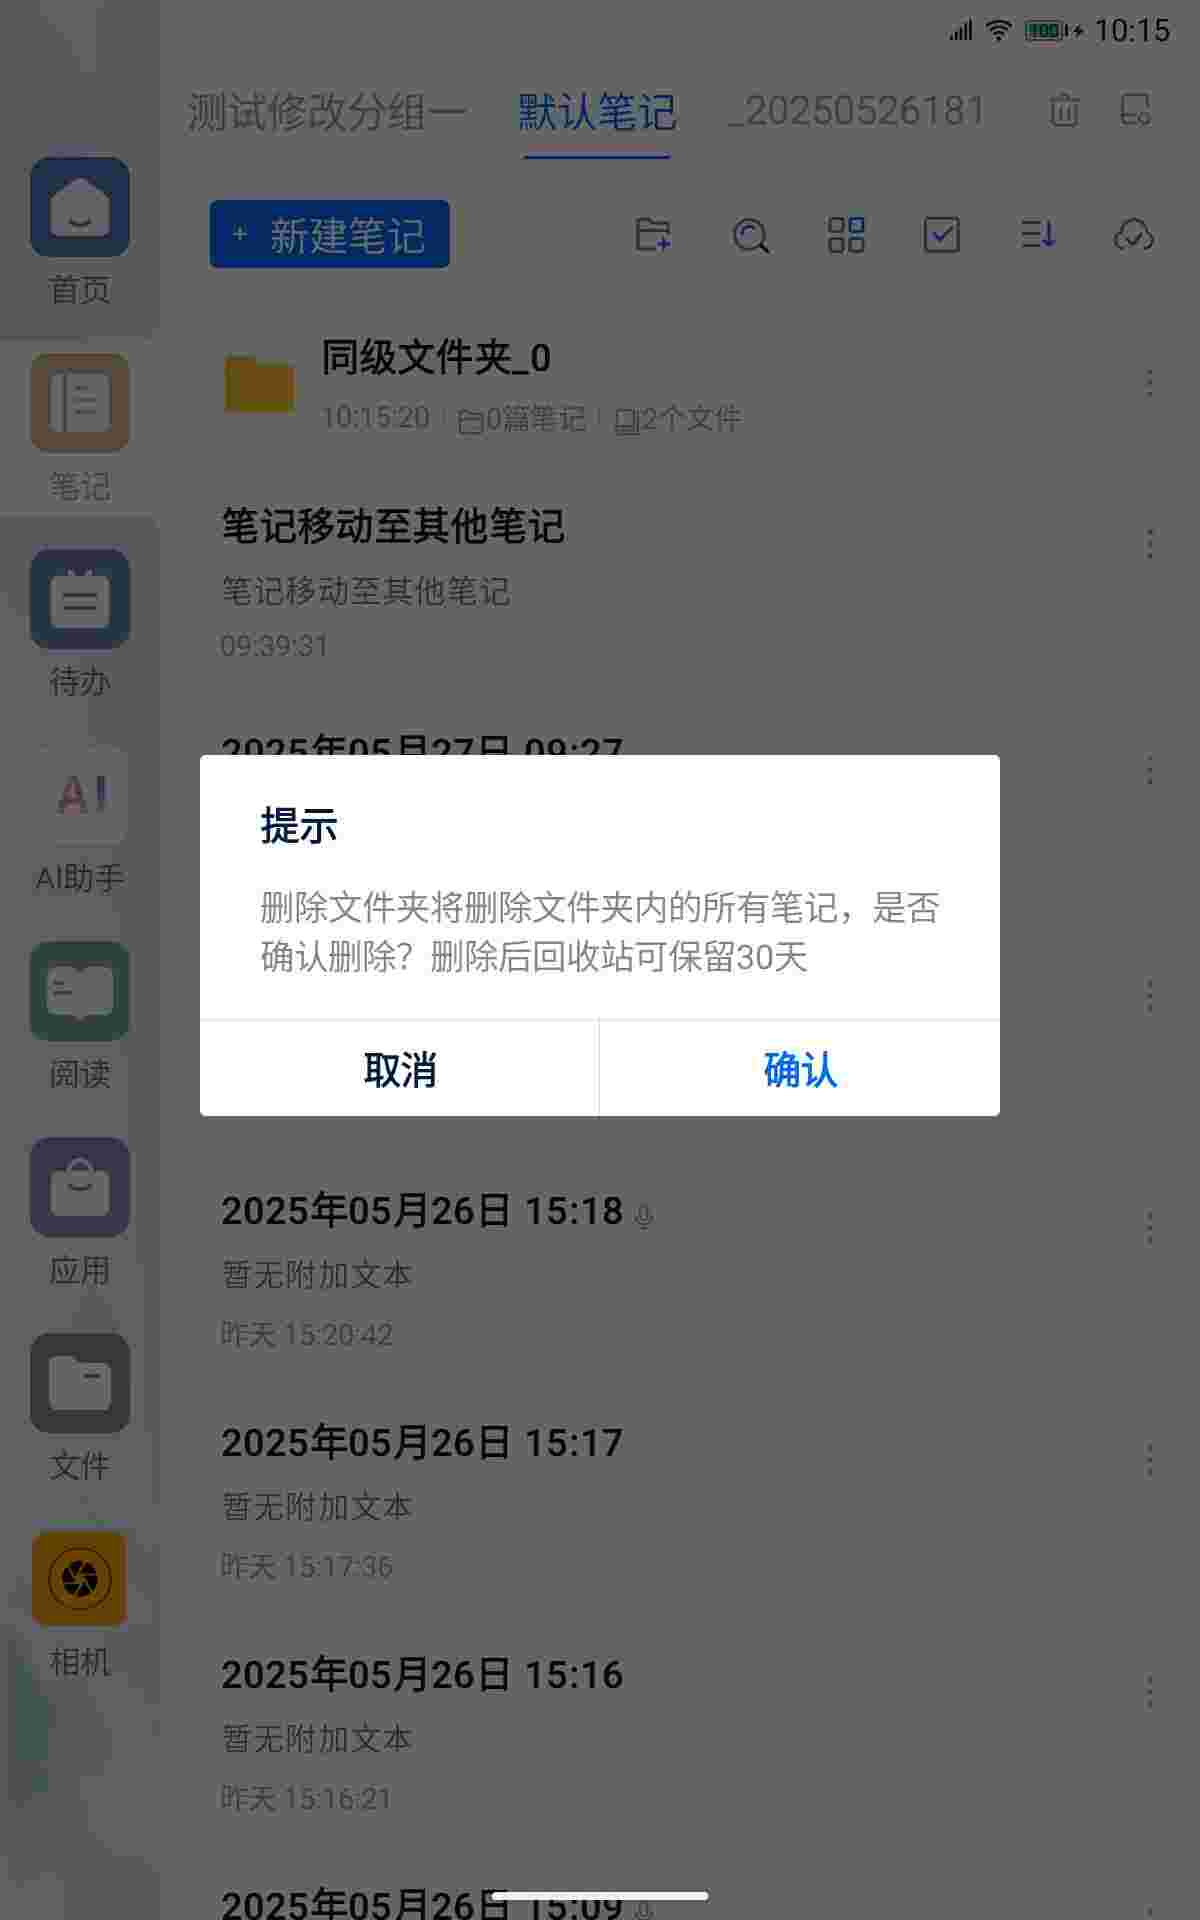 100 10:15
测试修改分组一 默认笔记 _20250526181
+ 新建笔记
首页
同级文件夹_0
10:15:20 0篇笔记 2个文件
笔记
笔记移动至其他笔记
笔记移动至其他笔记
09:39:31
待办
2025年05月27日 09:27
AI
AI助手
提示
删除文件夹将删除文件夹内的所有笔记，是否
确认删除？删除后回收站可保留30天
取消 确认
阅读
应用
2025年05月26日 15:18
暂无附加文本
昨天 15:20:42
文件
2025年05月26日 15:17
暂无附加文本
昨天 15:17:36
相机
2025年05月26日 15:16
暂无附加文本
昨天 15:16:21
2025年05月26日 15:09